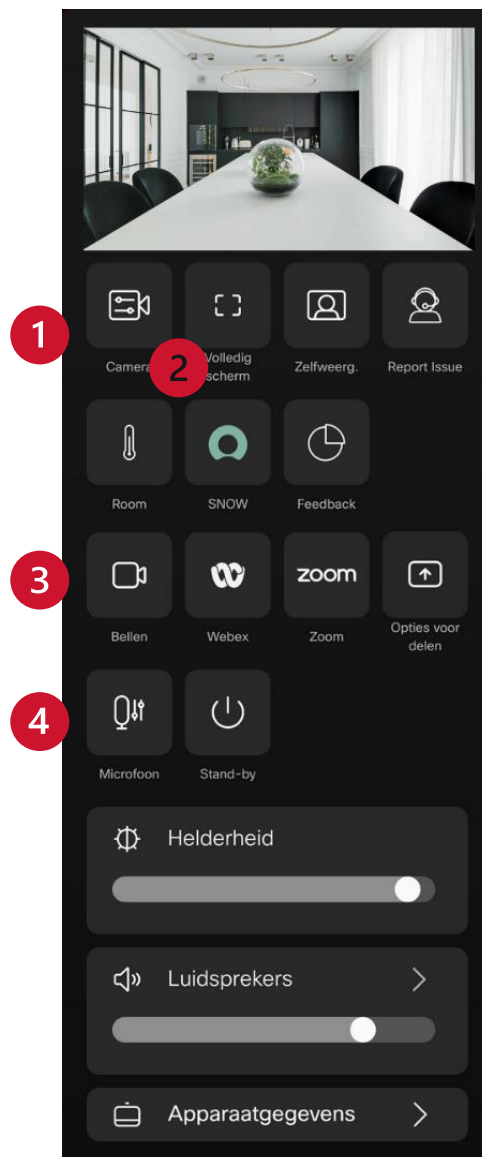 1
Camera
2
Volledig
scherm
Zelfweerg.
Report Issue
Room
SNOW
Feedback
3
zoom
Bellen
Webex
Zoom
Opties voor
delen
4
Microfoon
Stand-by
Helderheid
Luidsprekers
Apparaatgegevens